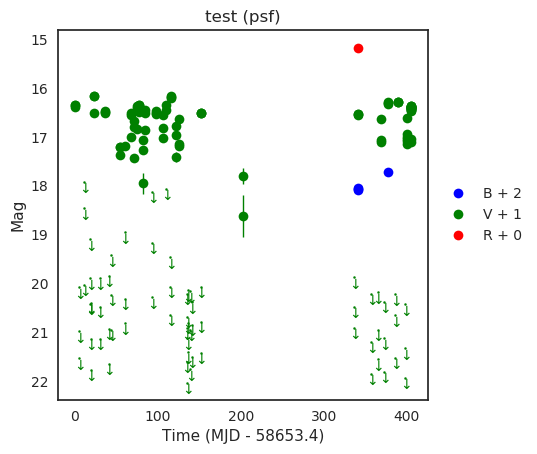 test (psf)
15
16
17
18
19
20
21
22
Mag
0
100
200
300
400
Time (MJD - 58653.4)
B + 2
V + 1
R + 0